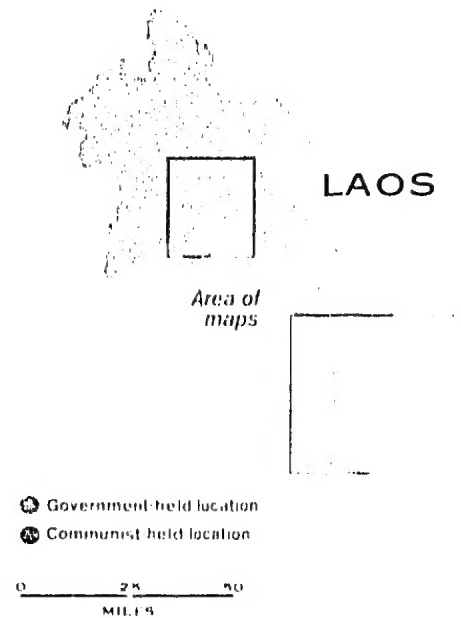 LAOS
Area of
maps
Government-held location
Communist-held location
0 25 50
MILES